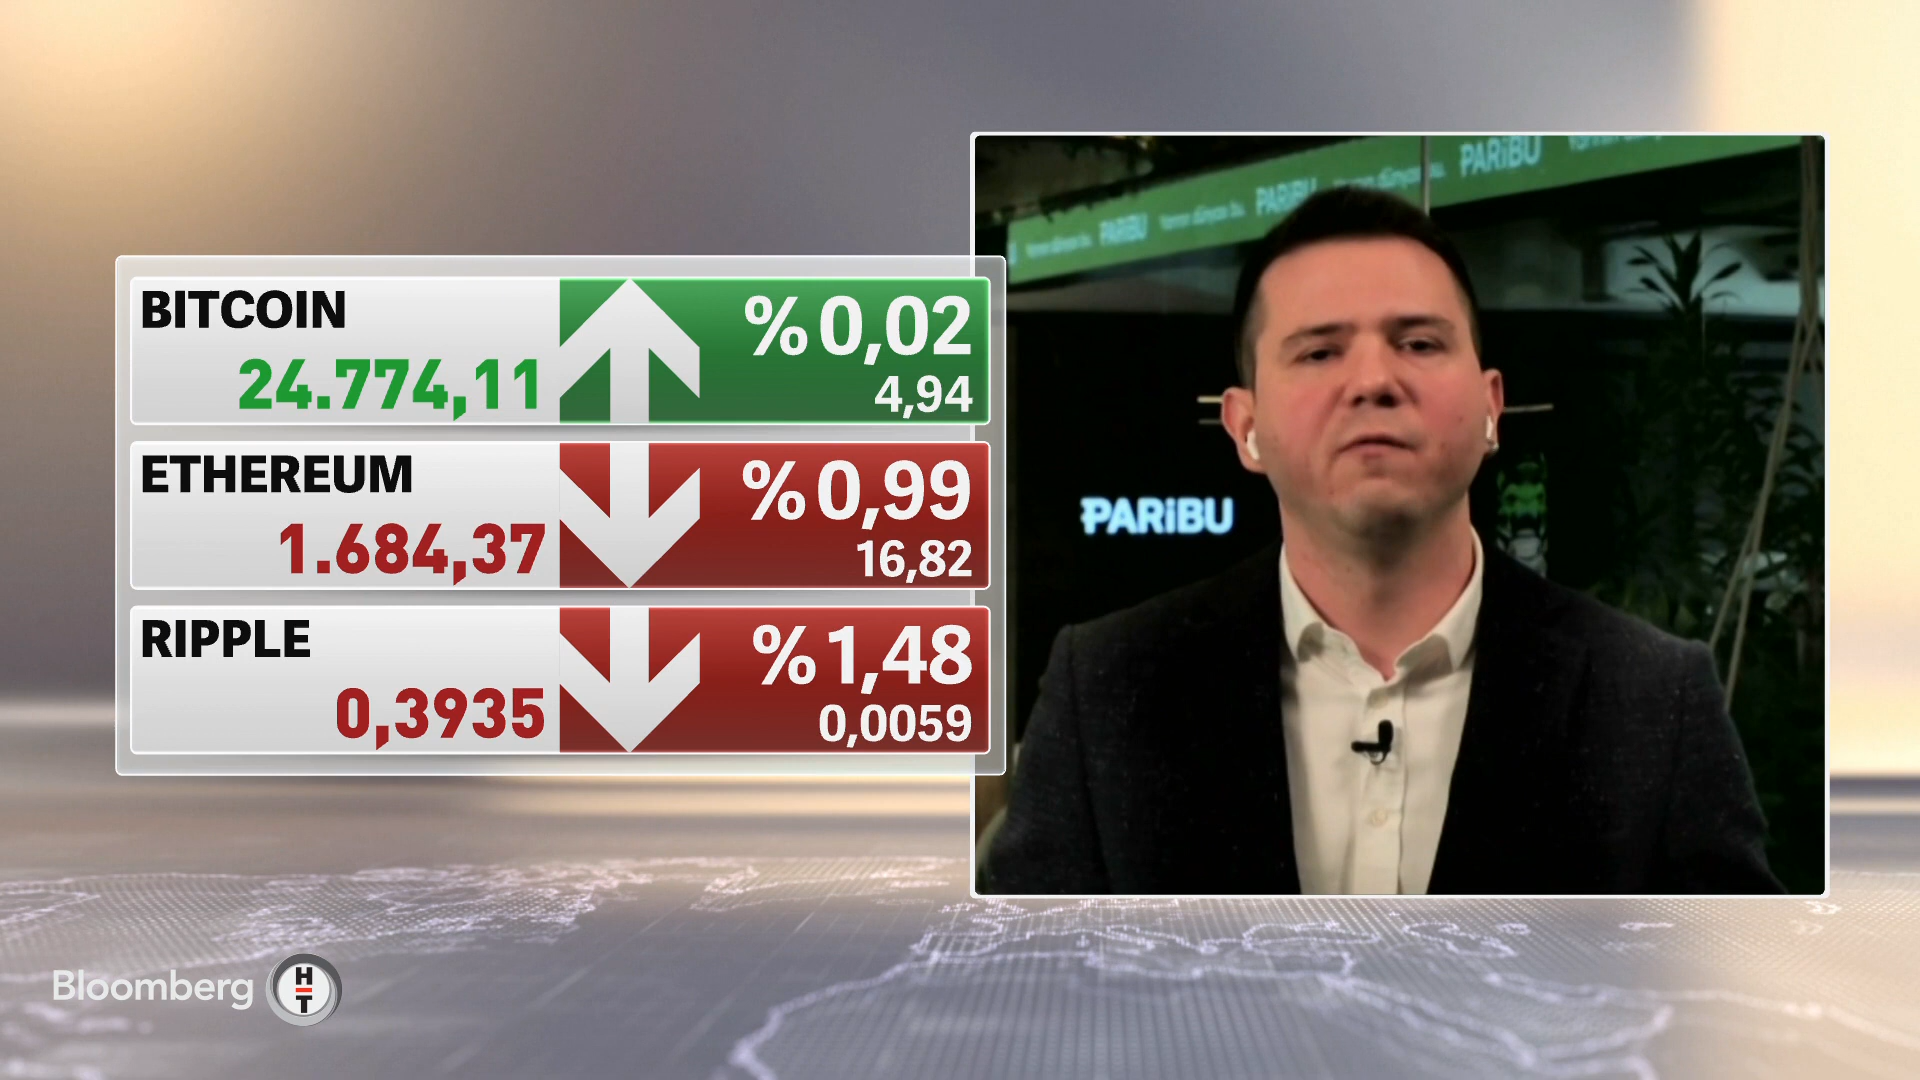 BITCOIN
24.774,11
%0,02
4,94
ETHEREUM
1.684,37
%0,99
16,82
RIPPLE
0,3935
%1,48
0,0059
PARiBU
PARiBU
PARiBU
PARiBU
Bloomberg
HT